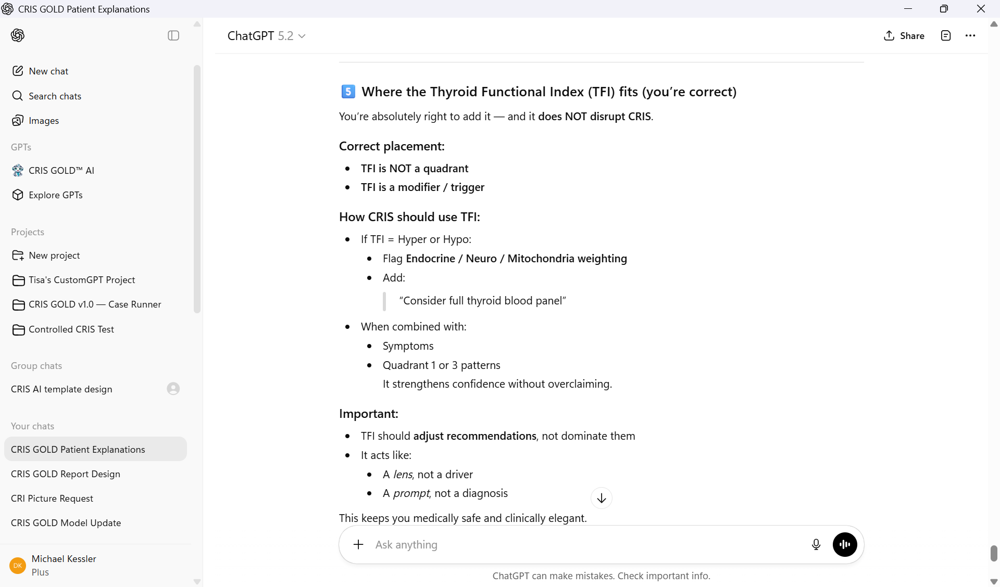 CRIS GOLD Patient Explanations
ChatGPT 5.2
Share
New chat
Search chats
Images
GPTs
CRIS GOLD™ AI
Explore GPTs
Projects
New project
Tisa's CustomGPT Project
CRIS GOLD v1.0 — Case Runner
Controlled CRIS Test
Group chats
CRIS AI template design
Your chats
CRIS GOLD Patient Explanations
CRIS GOLD Report Design
CRI Picture Request
CRIS GOLD Model Update
DK
Michael Kessler
Plus
5 Where the Thyroid Functional Index (TFI) fits (you’re correct)
You’re absolutely right to add it — and it does NOT disrupt CRIS.
Correct placement:
• TFI is NOT a quadrant
• TFI is a modifier / trigger
How CRIS should use TFI:
• If TFI = Hyper or Hypo:
• Flag Endocrine / Neuro / Mitochondria weighting
• Add:
“Consider full thyroid blood panel”
• When combined with:
• Symptoms
• Quadrant 1 or 3 patterns
It strengthens confidence without overclaiming.
Important:
• TFI should adjust recommendations, not dominate them
• It acts like:
• A lens, not a driver
• A prompt, not a diagnosis
This keeps you medically safe and clinically elegant.
Ask anything
ChatGPT can make mistakes. Check important info.